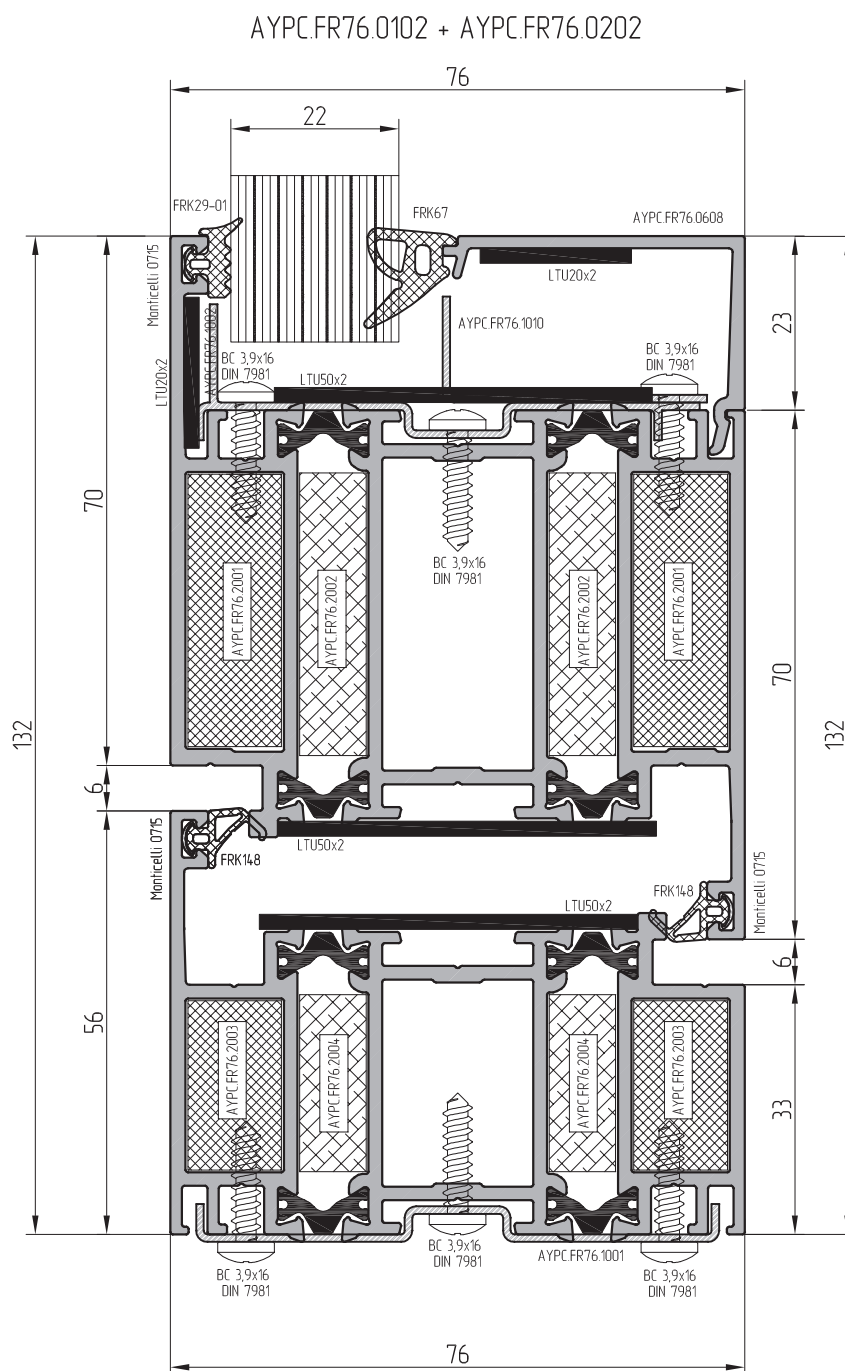 AYPC.FR76.0102 + AYPC.FR76.0202
76
22
FRK29-01
FRK67
AYPC.FR76.0608
Monticelli 0715
LTU20x2
AYPC.FR76.1010
AYPC.FR76.1002
LTU20x2
BC 3,9x16
DIN 7981
LTU50x2
BC 3,9x16
DIN 7981
23
70
BC 3,9x16
DIN 7981
AYPC.FR76.2001
AYPC.FR76.2002
AYPC.FR76.2002
AYPC.FR76.2001
70
132
132
6
Monticelli 0715
LTU50x2
FRK148
LTU50x2
FRK148
Monticelli 0715
6
56
AYPC.FR76.2003
AYPC.FR76.2004
AYPC.FR76.2004
AYPC.FR76.2003
33
BC 3,9x16
DIN 7981
BC 3,9x16
DIN 7981
AYPC.FR76.1001
BC 3,9x16
DIN 7981
76